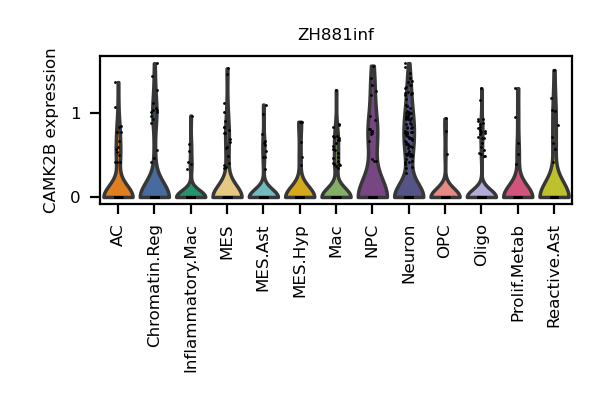 ZH881inf
CAMK2B expression
1
0
AC
Chromatin.Reg
Inflammatory.Mac
MES
MES.Ast
MES.Hyp
Mac
NPC
Neuron
OPC
Oligo
Prolif.Metab
Reactive.Ast